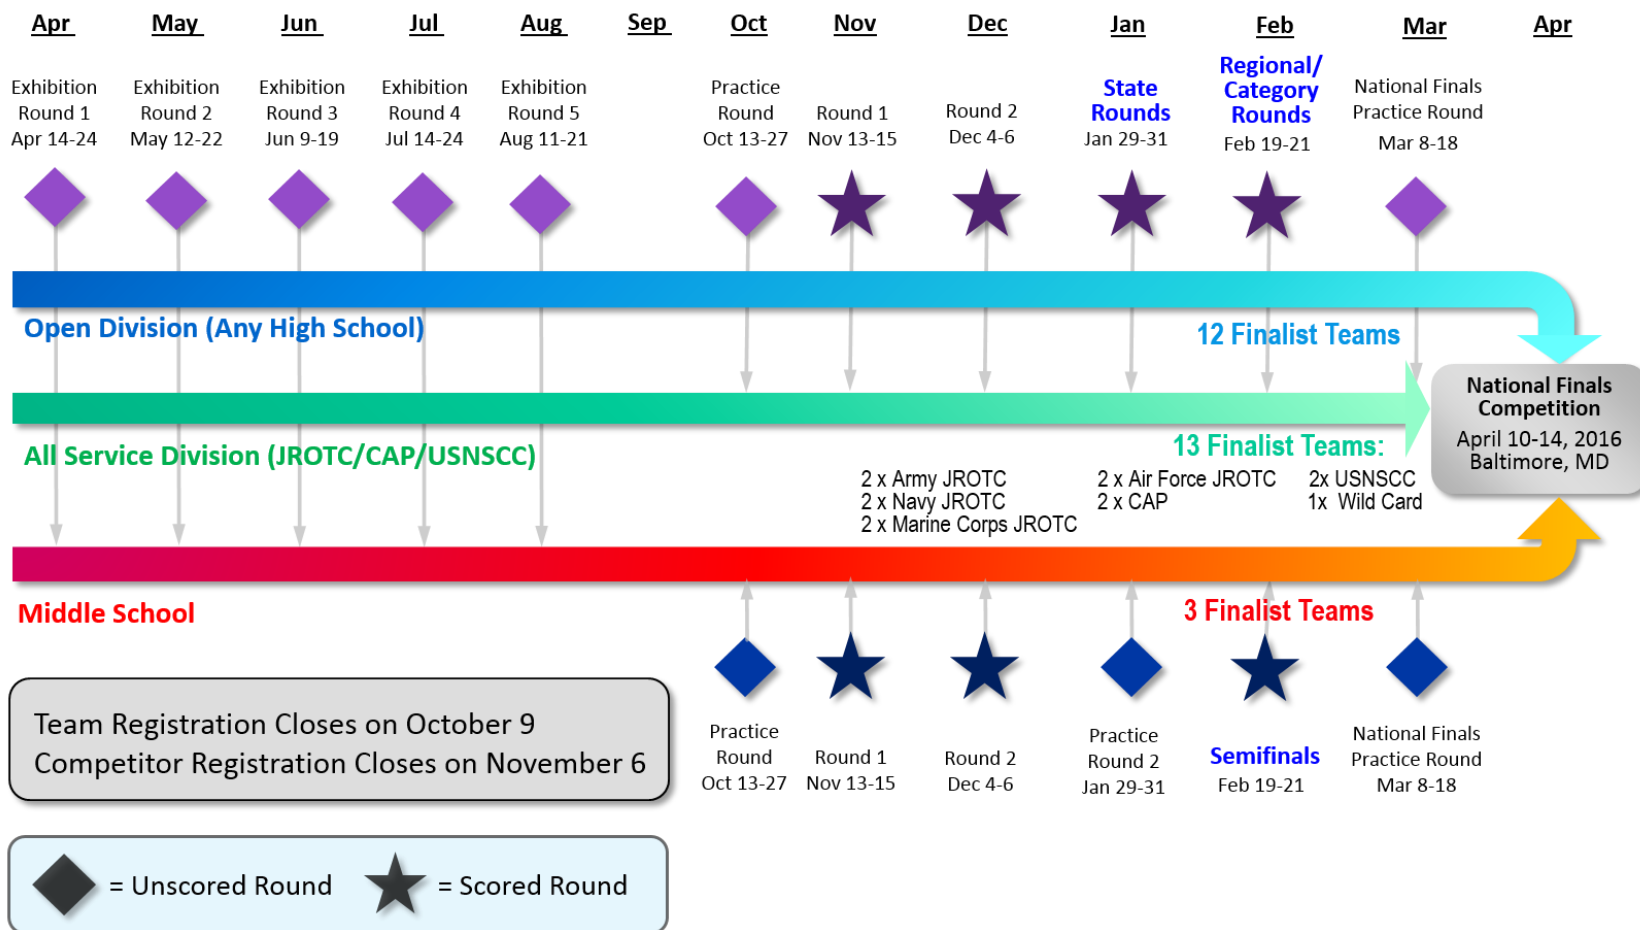 Apr May Jun Jul Aug Sep Oct Nov Dec Jan Feb Mar Apr
Exhibition
Round 1
Apr 14-24
Exhibition
Round 2
May 12-22
Exhibition
Round 3
Jun 9-19
Exhibition
Round 4
Jul 14-24
Exhibition
Round 5
Aug 11-21
Practice
Round
Oct 13-27
Round 1
Nov 13-15
Round 2
Dec 4-6
State
Rounds
Jan 29-31
Regional/
Category
Rounds
Feb 19-21
National Finals
Practice Round
Mar 8-18
Open Division (Any High School)
12 Finalist Teams
National Finals
Competition
April 10-14, 2016
Baltimore, MD
All Service Division (JROTC/CAP/USNSCC)
13 Finalist Teams:
2 x Army JROTC
2 x Navy JROTC
2 x Marine Corps JROTC
2 x Air Force JROTC
2 x CAP
2x USNSCC
1x Wild Card
Middle School
3 Finalist Teams
Practice
Round
Oct 13-27
Round 1
Nov 13-15
Round 2
Dec 4-6
Practice
Round 2
Jan 29-31
Semifinals
Feb 19-21
National Finals
Practice Round
Mar 8-18
Team Registration Closes on October 9
Competitor Registration Closes on November 6
= Unscored Round
= Scored Round